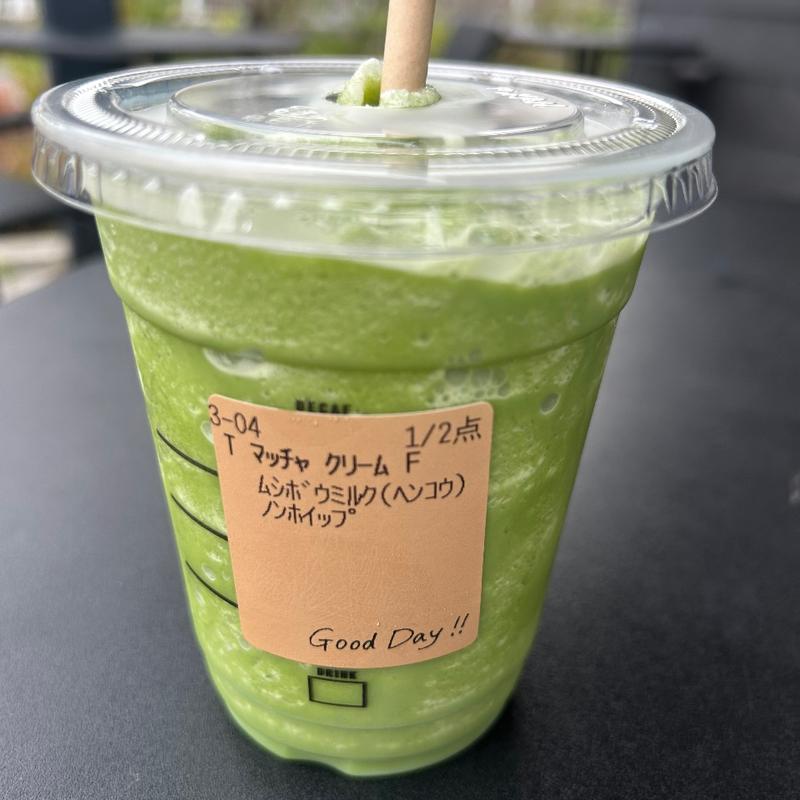 DECAF
3-04
1/2点
T マッチャ クリーム F
ムシボウミルク(ヘンコウ)
ノンホイップ
Good Day!!
DRINK